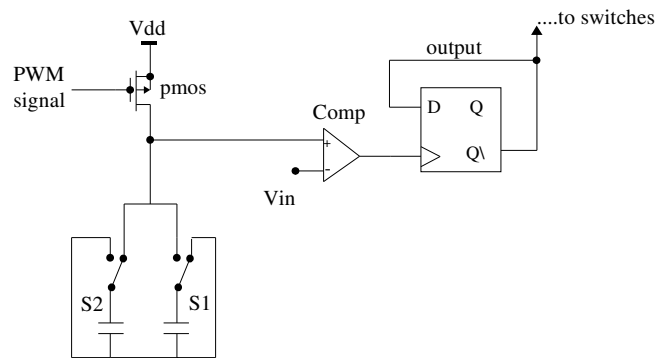 ....to switches
Vdd
output
PWM
signal
pmos
Comp
D
Q
+
-
Q\
Vin
S2
S1